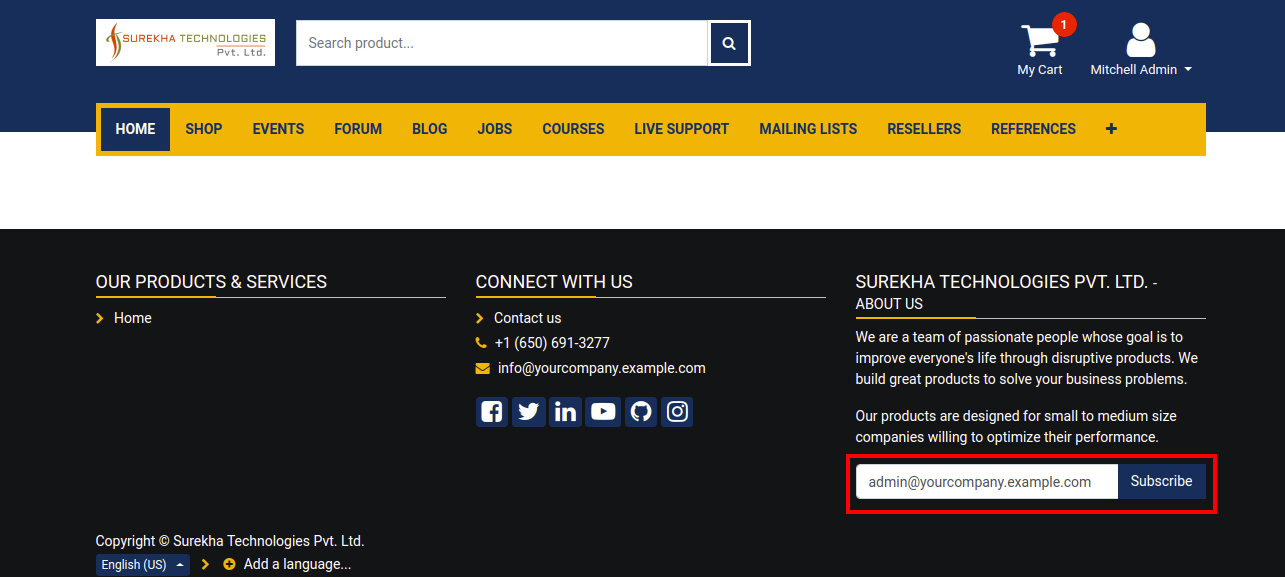 SUREKHA TECHNOLOGIES
Pvt. Ltd.
Search product...
1
My Cart
Mitchell Admin
HOME SHOP EVENTS FORUM BLOG JOBS COURSES LIVE SUPPORT MAILING LISTS RESELLERS REFERENCES
OUR PRODUCTS & SERVICES
Home
CONNECT WITH US
Contact us
+1 (650) 691-3277
info@yourcompany.example.com
SUREKHA TECHNOLOGIES PVT. LTD. -
ABOUT US
We are a team of passionate people whose goal is to
improve everyone's life through disruptive products. We
build great products to solve your business problems.
Our products are designed for small to medium size
companies willing to optimize their performance.
admin@yourcompany.example.com Subscribe
Copyright © Surekha Technologies Pvt. Ltd.
English (US) Add a language...